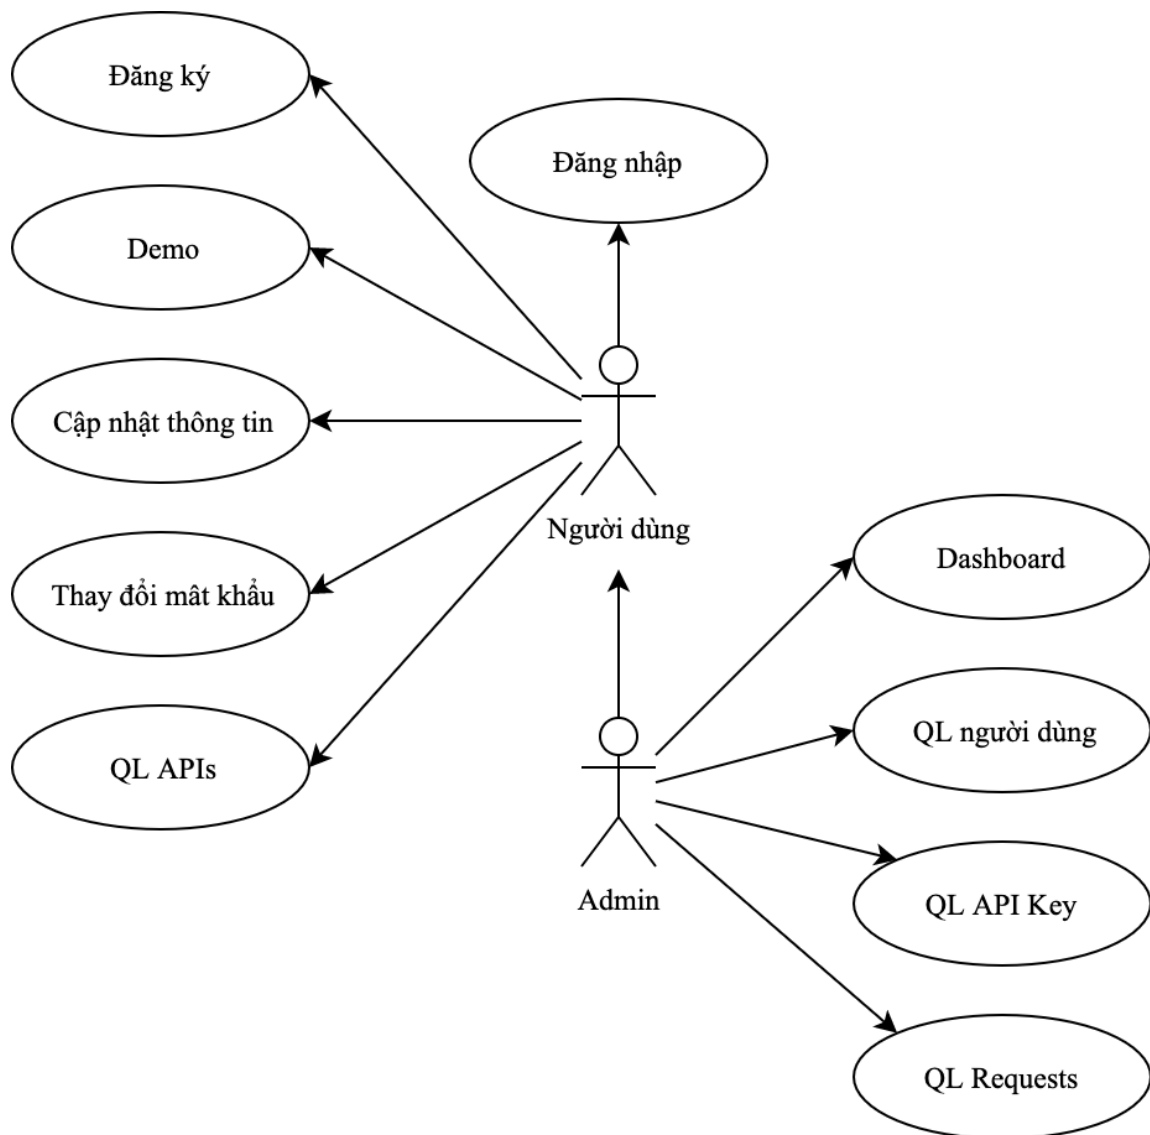 Đăng ký
Đăng nhập
Demo
Cập nhật thông tin
Người dùng
Thay đổi mât khẩu
Dashboard
QL người dùng
QL APIs
Admin
QL API Key
QL Requests